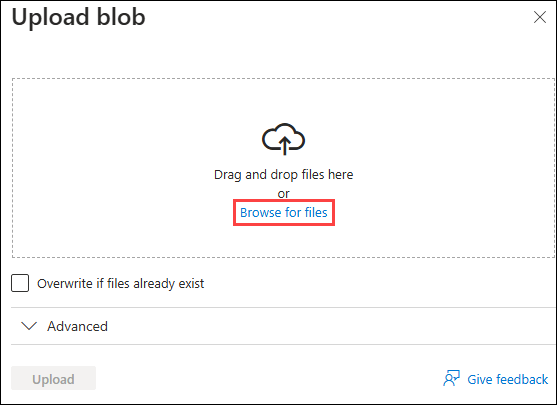 Upload blob
Drag and drop files here
or
Browse for files
Overwrite if files already exist
Advanced
Upload
Give feedback